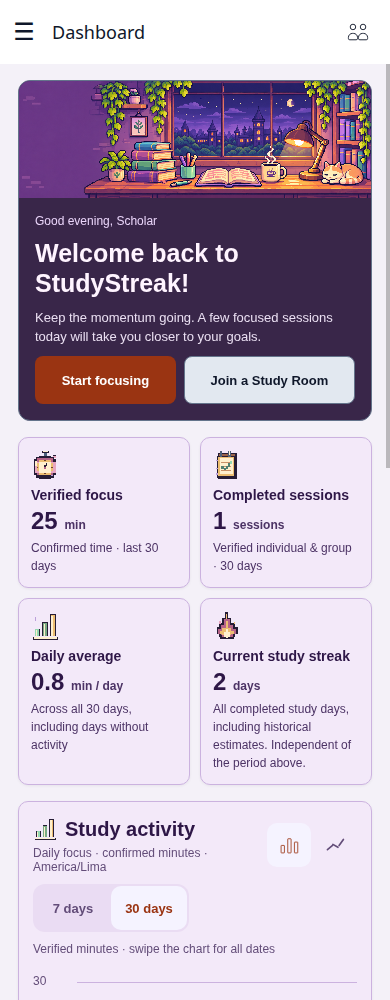 ☰ Dashboard
Good evening, Scholar
Welcome back to
StudyStreak!
Keep the momentum going. A few focused sessions
today will take you closer to your goals.
Start focusing
Join a Study Room
Verified focus
25 min
Confirmed time · last 30
days
Completed sessions
1 sessions
Verified individual & group
· 30 days
Daily average
0.8 min / day
Across all 30 days,
including days without
activity
Current study streak
2 days
All completed study days,
including historical
estimates. Independent of
the period above.
Study activity
Daily focus · confirmed minutes ·
America/Lima
7 days
30 days
Verified minutes · swipe the chart for all dates
30